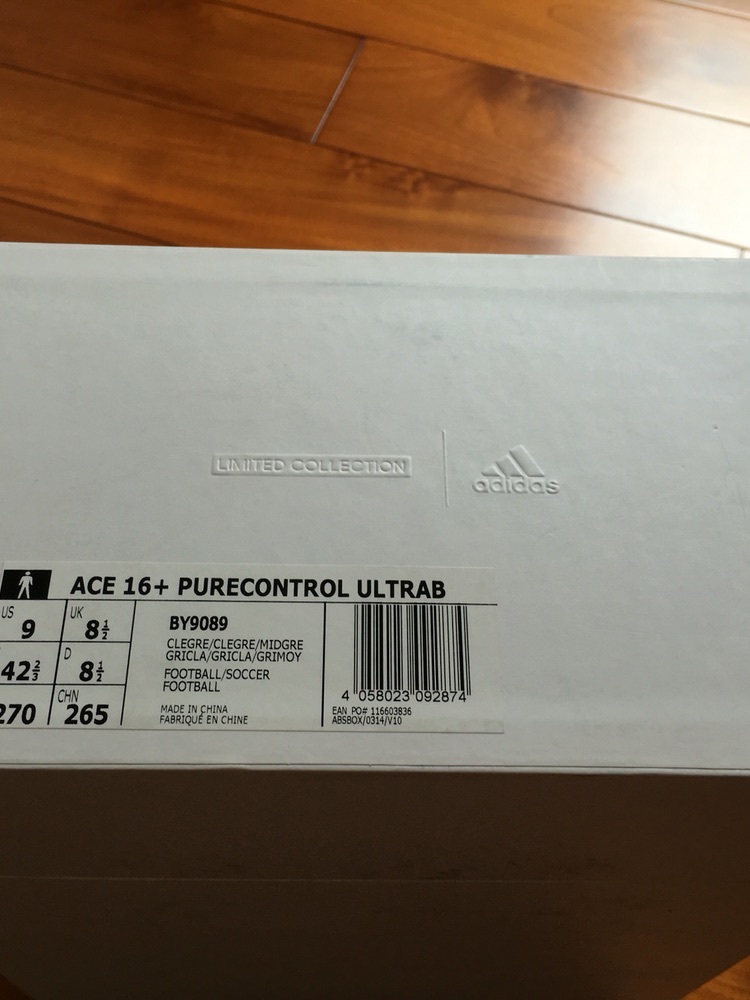 LIMITED COLLECTION
adidas
ACE 16+ PURECONTROL ULTRAB
US 9 UK 8½
42⅔ D 8½
270 CHN 265
BY9089
CLEGRE/CLEGRE/MIDGRE
GRICLA/GRICLA/GRIMOY
FOOTBALL/SOCCER
FOOTBALL
MADE IN CHINA
FABRIQUÉ EN CHINE
4 058023 092874
EAN PO# 116603836
ABSBOX/0314/V10